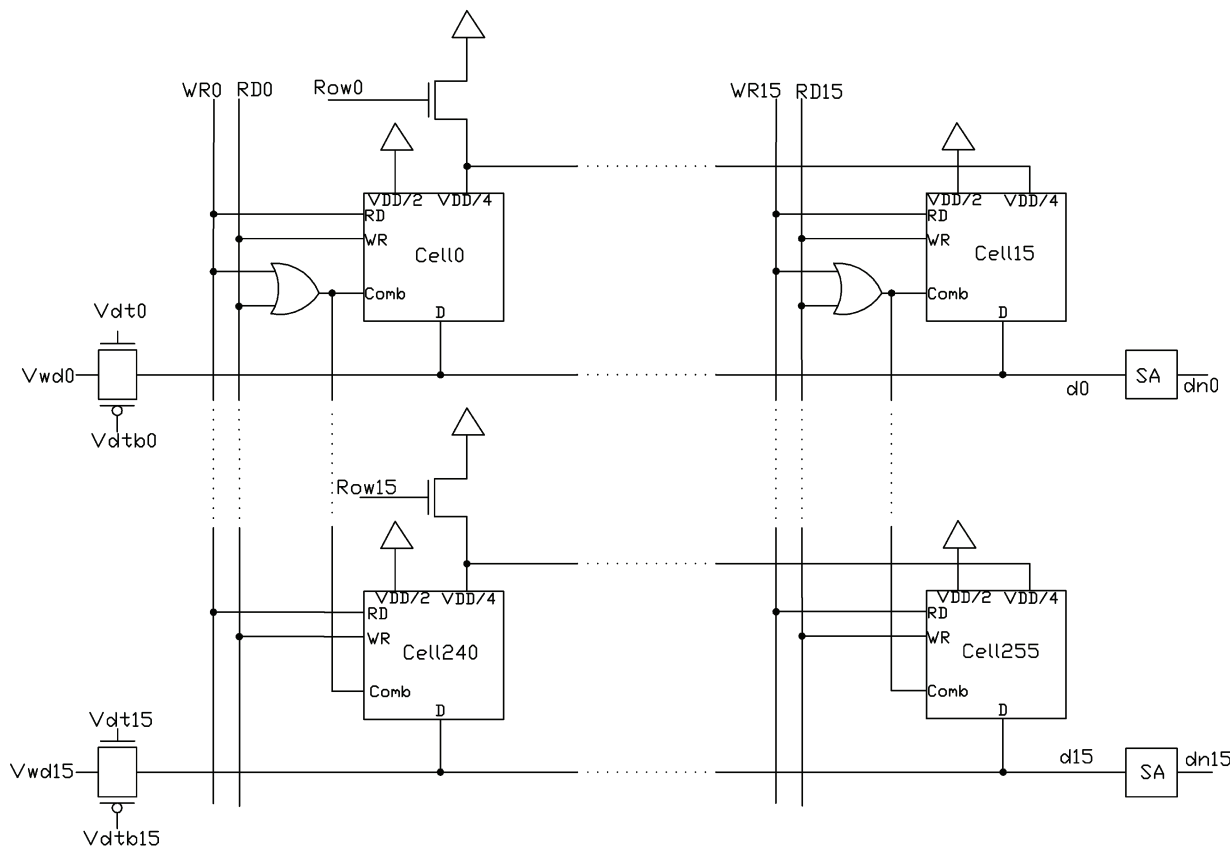 WR0 RD0
Row0
WR15 RD15
VDD/2 VDD/4
RD
WR
Cell0
Comb
D
VDD/2 VDD/4
RD
WR
Cell15
Comb
D
Vdt0
Vwd0
Vdtb0
d0
SA
dn0
Row15
VDD/2 VDD/4
RD
WR
Cell240
Comb
D
VDD/2 VDD/4
RD
WR
Cell255
Comb
D
Vdt15
Vwd15
Vdtb15
d15
SA
dn15